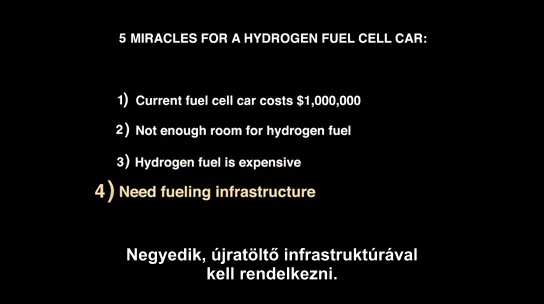 5 MIRACLES FOR A HYDROGEN FUEL CELL CAR:
1) Current fuel cell car costs $1,000,000
2) Not enough room for hydrogen fuel
3) Hydrogen fuel is expensive
4) Need fueling infrastructure
Negyedik, újratöltő infrastruktúrával
kell rendelkezni.